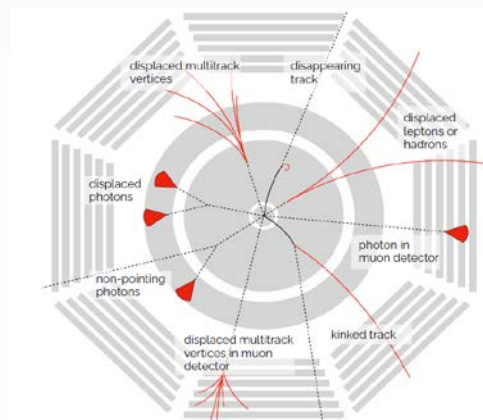 displaced multitrack
vertices
disappearing
track
displaced
leptons or
hadrons
displaced
photons
photon in
muon detector
non-pointing
photons
displaced multitrack
vertices in muon
detector
kinked track